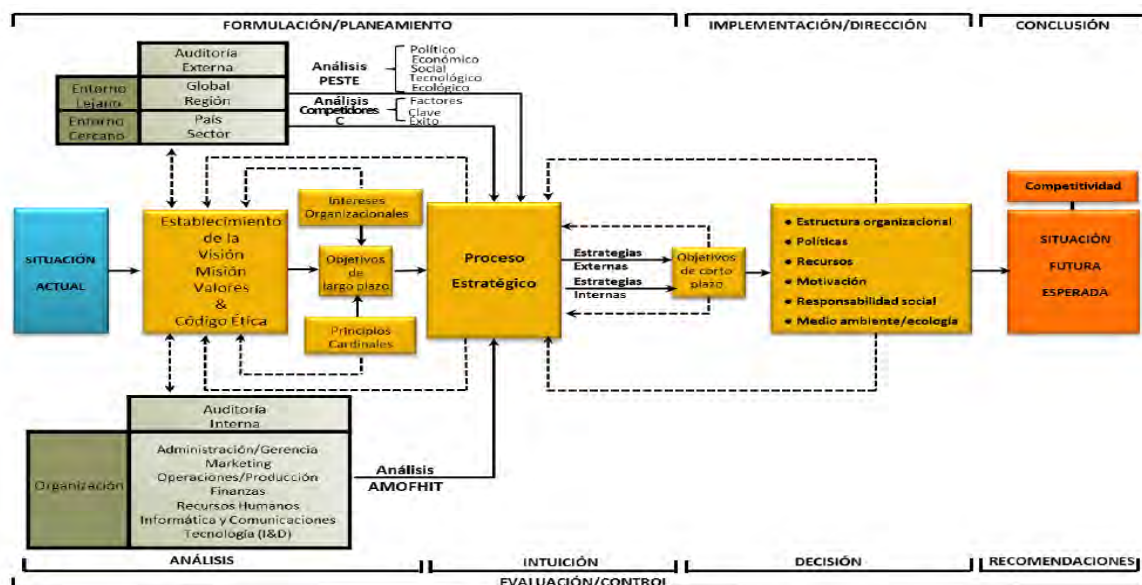 FORMULACIÓN/PLANEAMIENTO
IMPLEMENTACIÓN/DIRECCIÓN
CONCLUSIÓN
Auditoría
Externa
Entorno
Lejano
Global
Región
Entorno
Cercano
País
Sector
Análisis
PESTE
Político
Económico
Social
Tecnológico
Ecológico
Análisis
Competidores
C
Factores
Clave
Éxito
SITUACIÓN
ACTUAL
Establecimiento
de la
Visión
Misión
Valores
&
Código Ética
Intereses
Organizacionales
Objetivos
de
largo plazo
Principios
Cardinales
Proceso
Estratégico
Estrategias
Externas
Estrategias
Internas
Objetivos
de corto
plazo
● Estructura organizacional
● Políticas
● Recursos
● Motivación
● Responsabilidad social
● Medio ambiente/ecología
Competitividad
SITUACIÓN
FUTURA
ESPERADA
Auditoría
Interna
Organización
Administración/Gerencia
Marketing
Operaciones/Producción
Finanzas
Recursos Humanos
Informática y Comunicaciones
Tecnología (I&D)
Análisis
AMOFHIT
ANÁLISIS
INTUICIÓN
DECISIÓN
RECOMENDACIONES
EVALUACIÓN/CONTROL